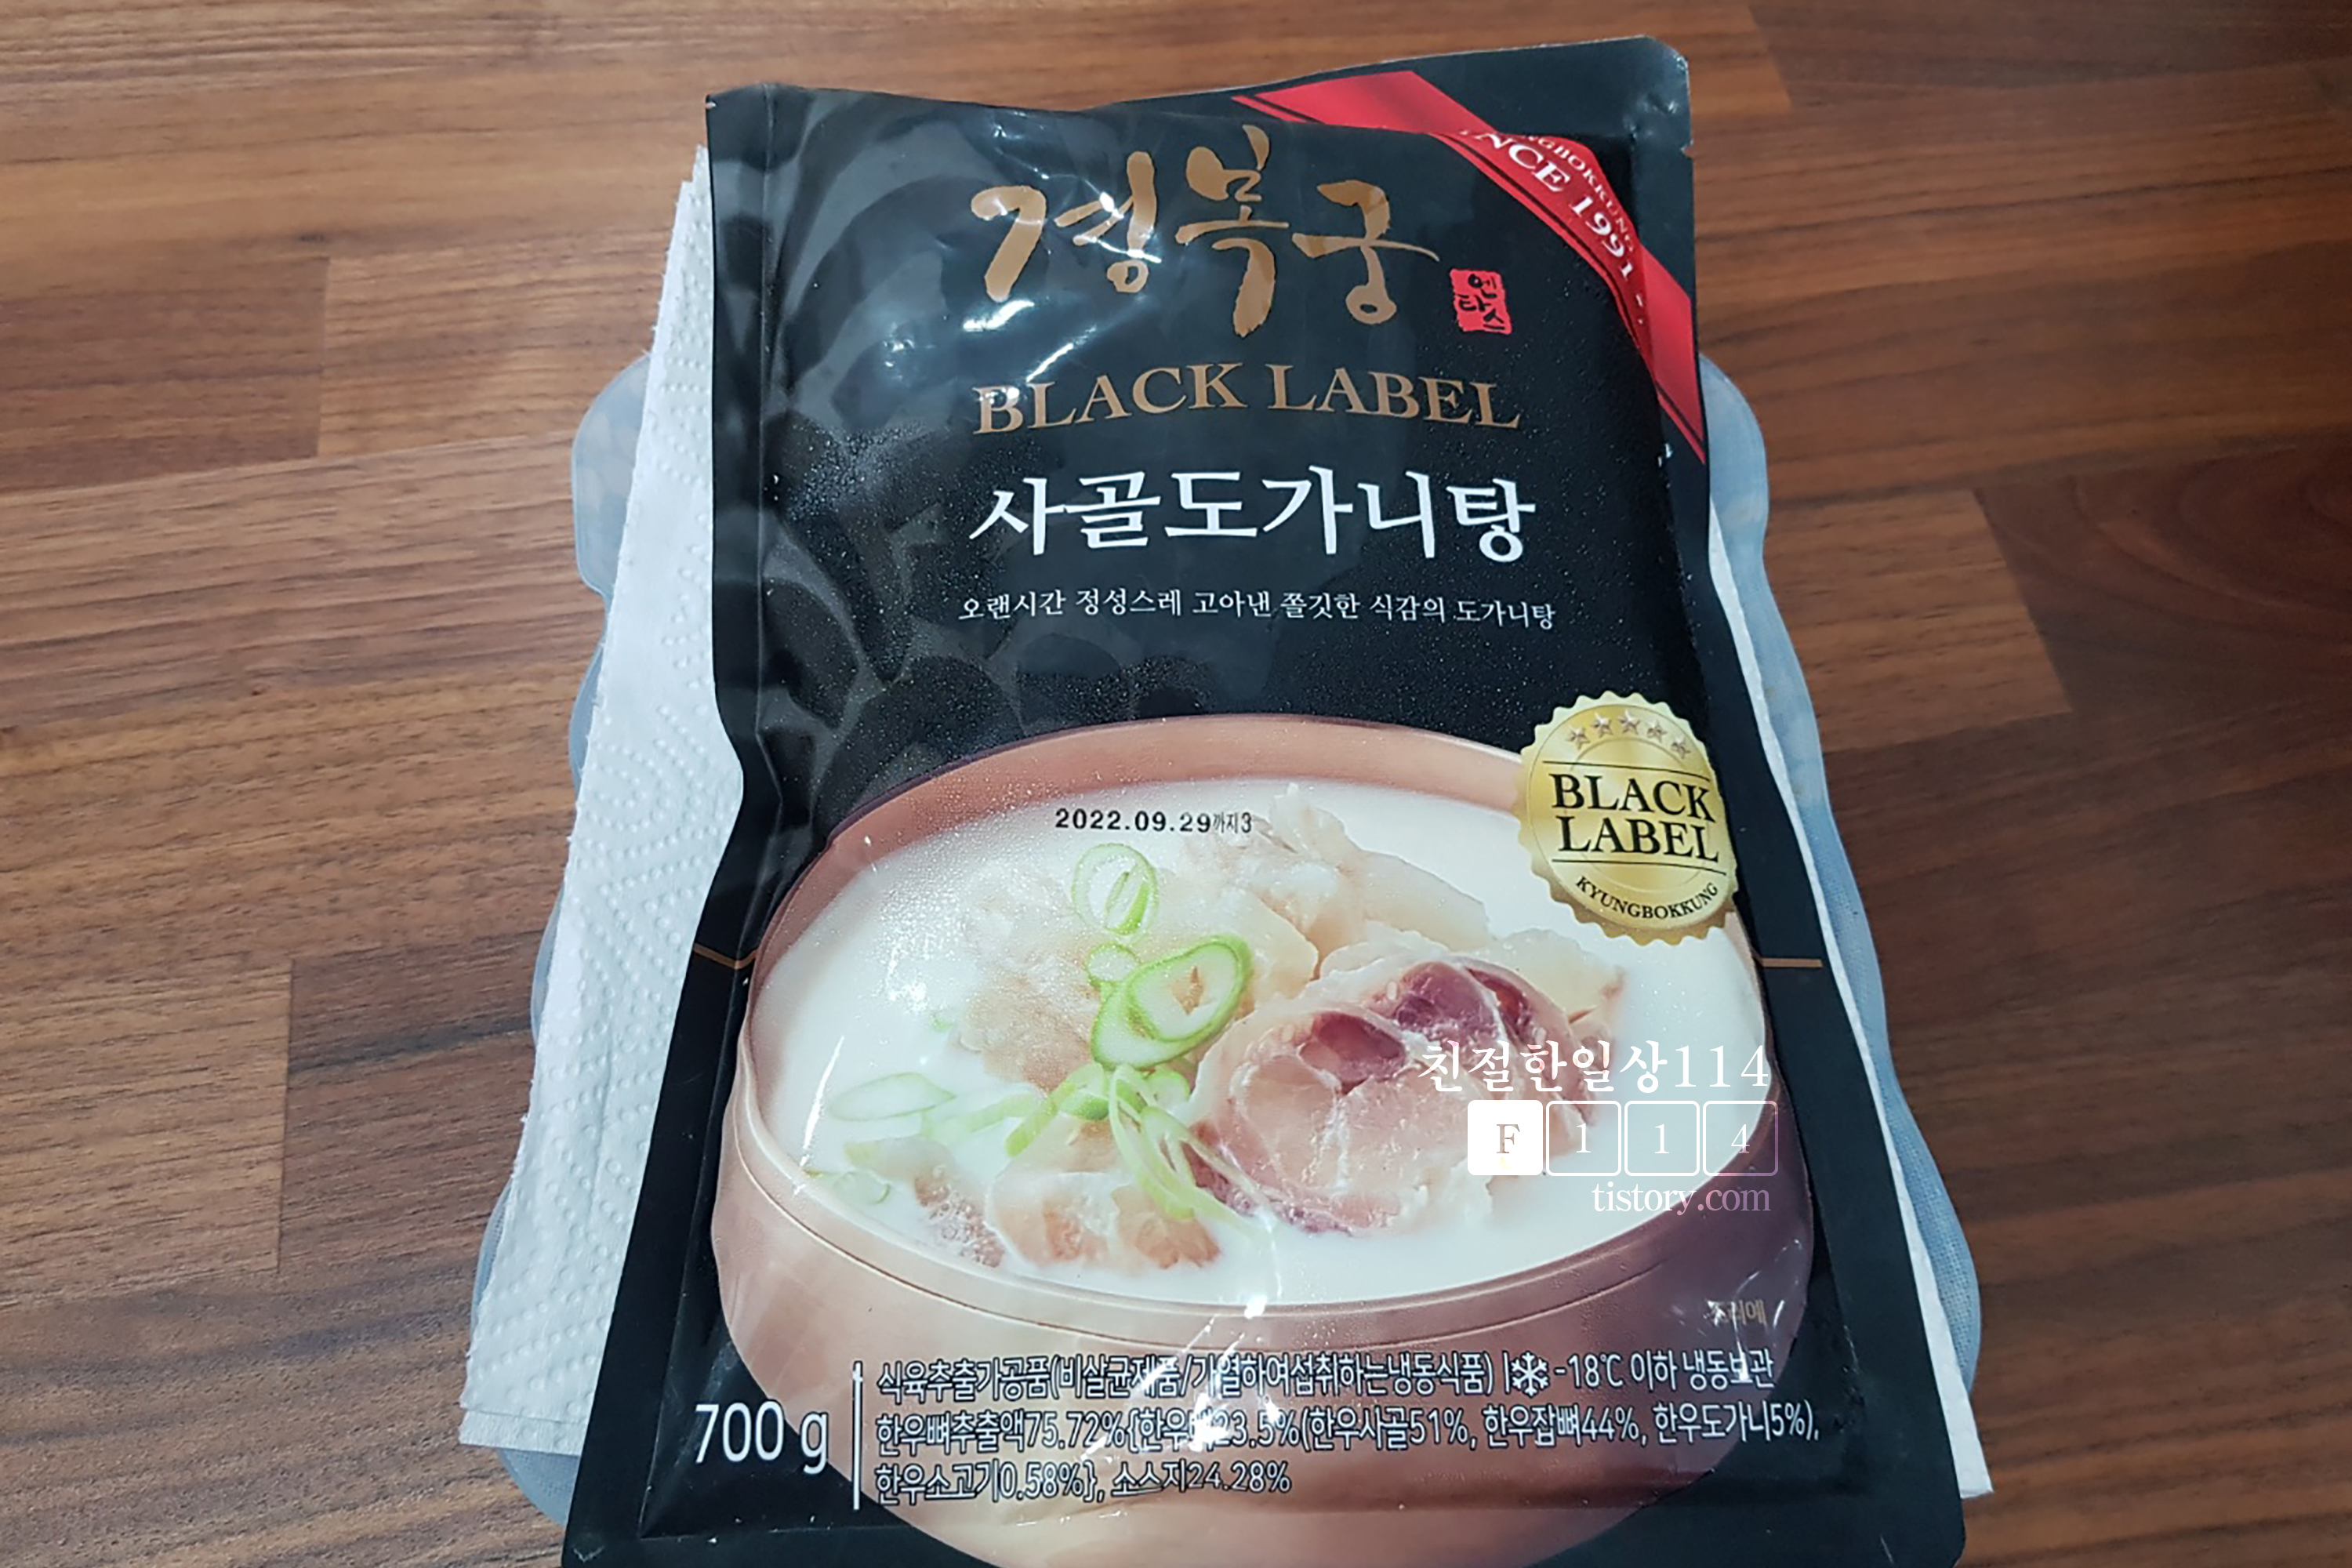 KYUNGBOKKUNG
SINCE 1991
경복궁
엔타스
BLACK LABEL
사골도가니탕
오랜시간 정성스레 고아낸 쫄깃한 식감의 도가니탕
BLACK
LABEL
KYUNGBOKKUNG
2022.09.29까지3
친절한일상114
F 1 1 4
tistory.com
식육추출가공품(비살균제품/가열하여섭취하는냉동식품) -18℃ 이하 냉동보관
700 g
한우뼈추출액75.72%{한우뼈23.5%(한우사골51%, 한우잡뼈44%, 한우도가니5%),
한우소고기0.58%}, 소스지24.28%